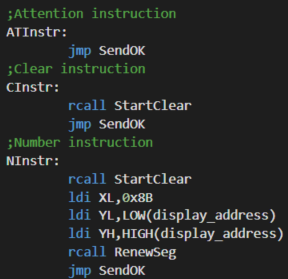 ;Attention instruction
ATInstr:
jmp SendOK
;Clear instruction
CInstr:
rcall StartClear
jmp SendOK
;Number instruction
NInstr:
rcall StartClear
ldi XL,0x8B
ldi YL,LOW(display_address)
ldi YH,HIGH(display_address)
rcall RenewSeg
jmp SendOK